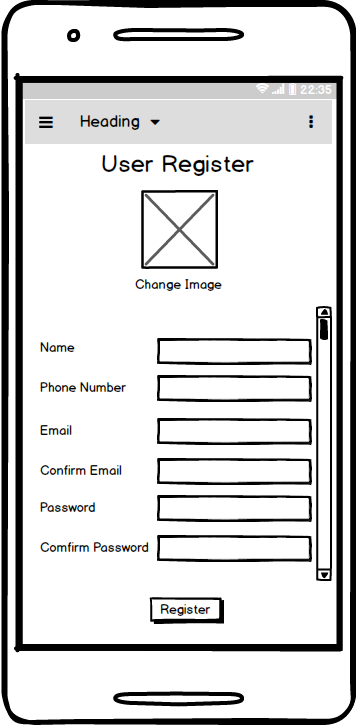 22:35
Heading
User Register
Change Image
Name
Phone Number
Email
Confirm Email
Password
Comfirm Password
Register